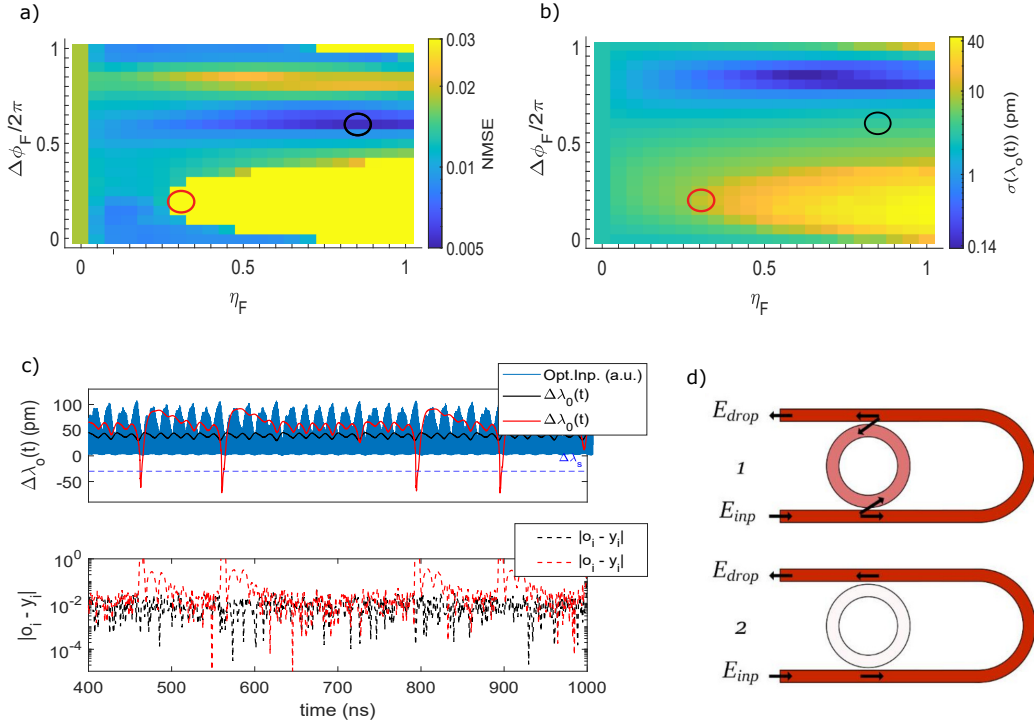 a)
1
0.5
0
0
0.5
1
Δϕ_F/2π
η_F
0.03
0.01
0.005
NMSE
b)
1
0.5
0
0
0.5
1
Δϕ_F/2π
η_F
40
10
1
0.14
σ(λ_o(t)) (pm)
c)
Opt.Inp. (a.u.)
Δλ_0(t)
Δλ_0(t)
100
50
0
-50
Δλ_o(t) (pm)
Δλ_s
|o_i - y_i|
|o_i - y_i|
10^0
10^-2
10^-4
|o_i - y_i|
400
500
600
700
800
900
1000
time (ns)
d)
E_drop
1
E_inp
E_drop
2
E_inp